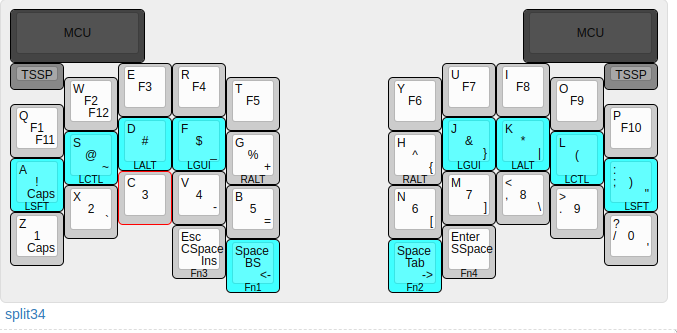 MCU
MCU
TSSP
TSSP
Q
F1
F11
W
F2
F12
E
F3
R
F4
T
F5
Y
F6
U
F7
I
F8
O
F9
P
F10
A
!
Caps
LSFT
S
@
~
LCTL
D
#
LALT
F
$
_
LGUI
G
%
+
RALT
H
^
{
RALT
J
&
}
LGUI
K
*
|
LALT
L
(
LCTL
:
; )
"
LSFT
Z
1
Caps
X
2
`
C
3
V
4
-
B
5
=
N
6
[
M
7
]
<
, 8
\
>
. 9
?
/ 0
'
Esc
CSpace
Ins
Fn3
Space
BS
<-
Fn1
Space
Tab
->
Fn2
Enter
SSpace
Fn4
split34